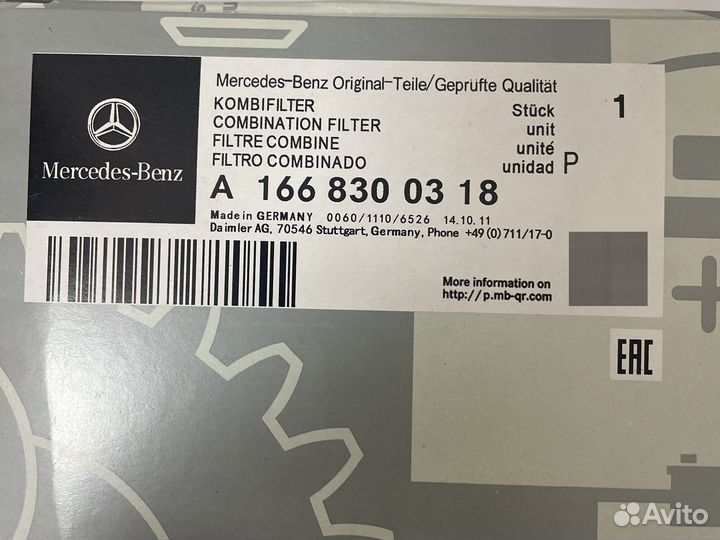 Mercedes-Benz
Mercedes-Benz Original-Teile/Geprüfte Qualität
KOMBIFILTER
COMBINATION FILTER
FILTRE COMBINE
FILTRO COMBINADO
Stück
unit
unité
unidad P
1
A 166 830 03 18
Made in GERMANY 0060/1110/6526 14.10.11
Daimler AG, 70546 Stuttgart, Germany, Phone +49(0)711/17-0
More information on
http://p.mb-qr.com
EAC
Avito